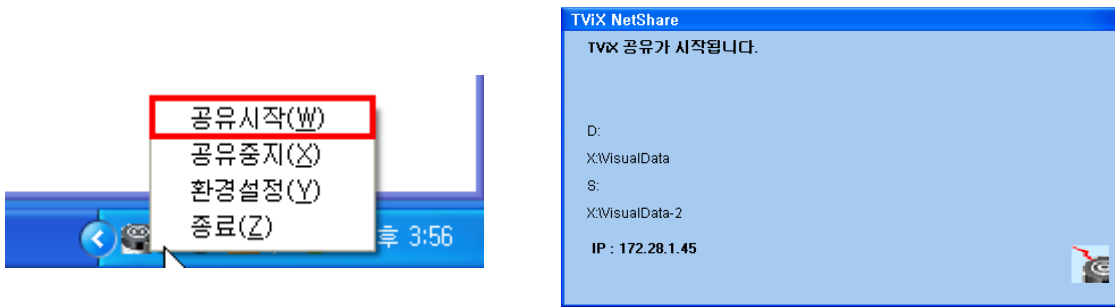 공유시작(W)
공유중지(X)
환경설정(Y)
종료(Z)
후 3:56
TViX NetShare
TViX 공유가 시작됩니다.
D:
X:\VisualData
S:
X:\VisualData-2
IP : 172.28.1.45